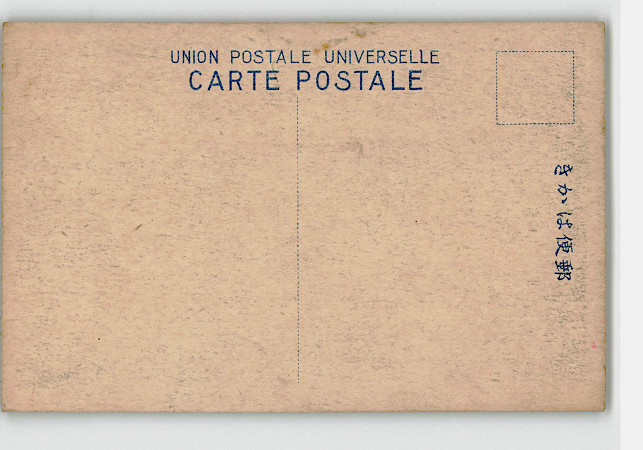 UNION POSTALE UNIVERSELLE
CARTE POSTALE
きかは便郵